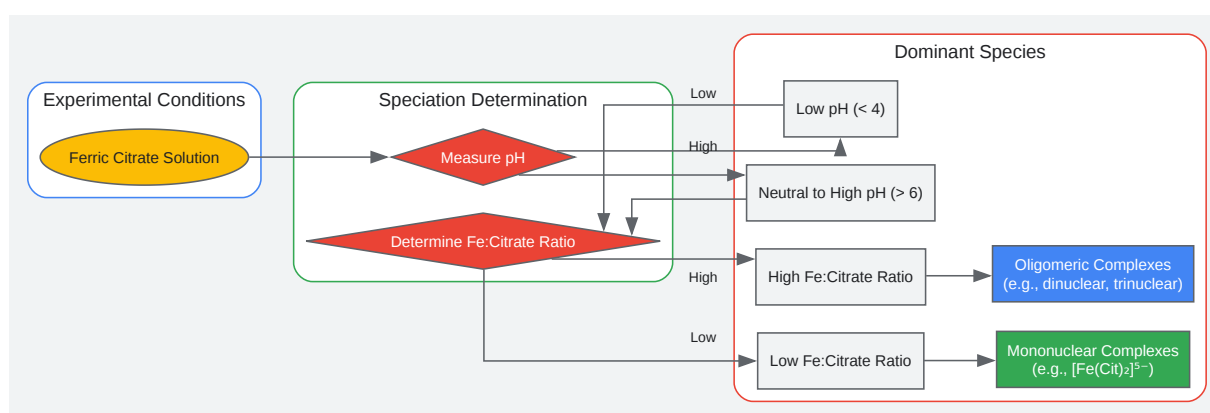 Dominant Species
Experimental Conditions
Speciation Determination
Low
Low pH (< 4)
Ferric Citrate Solution
Measure pH
High
Neutral to High pH (> 6)
Determine Fe:Citrate Ratio
High
High Fe:Citrate Ratio
Oligomeric Complexes
(e.g., dinuclear, trinuclear)
Low
Low Fe:Citrate Ratio
Mononuclear Complexes
(e.g., [Fe(Cit)₂]⁵⁻)